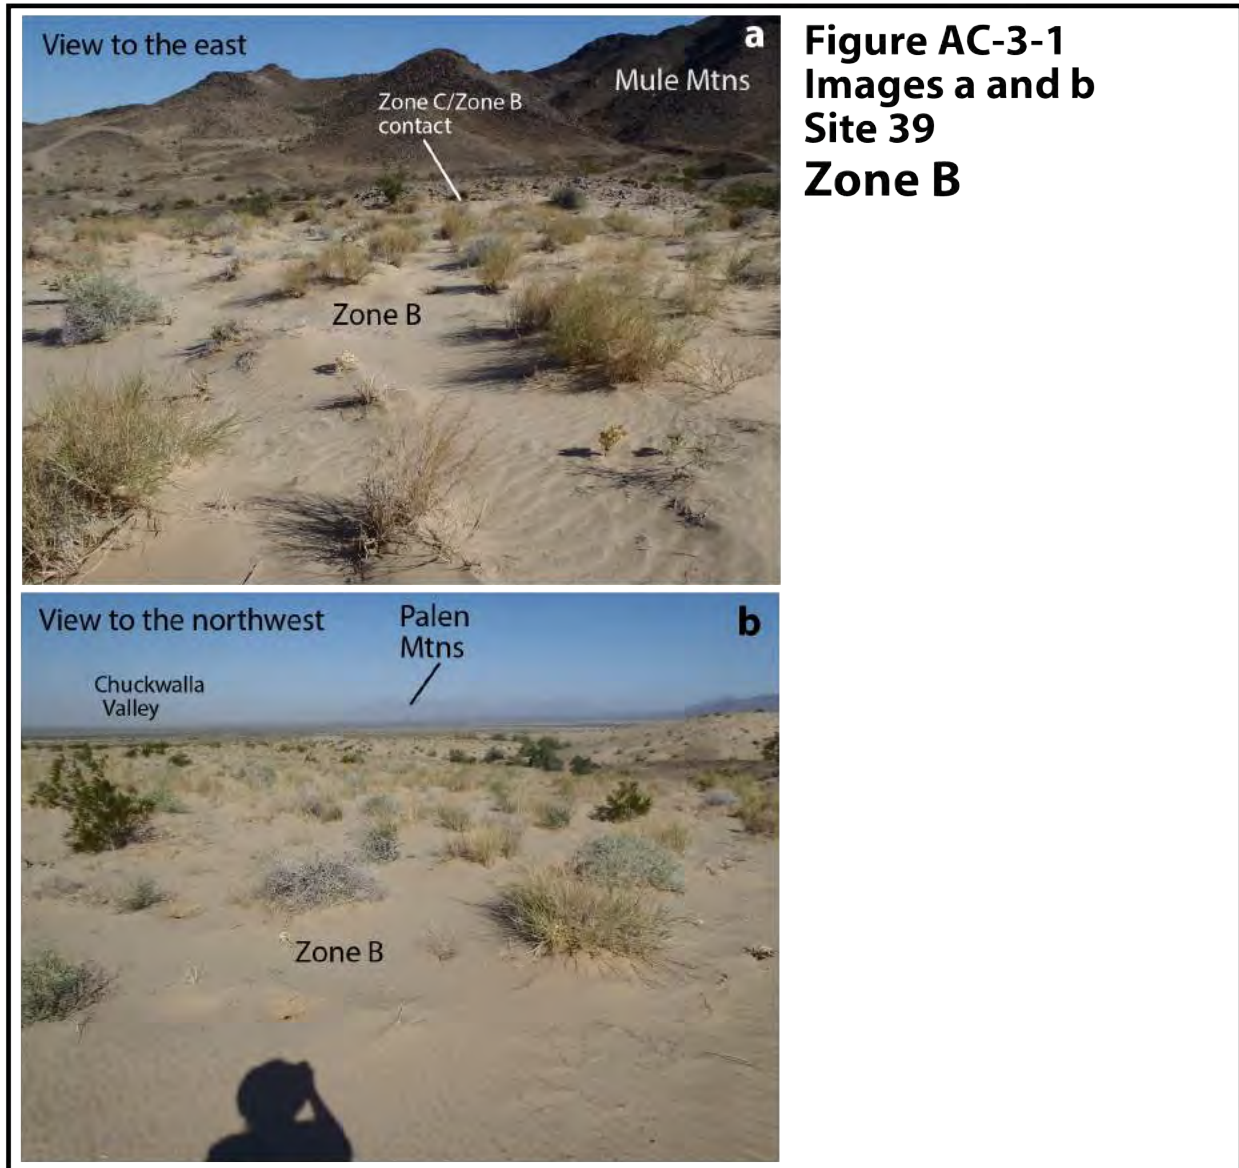 View to the east
a
Mule Mtns
Zone C/Zone B
contact
Zone B
View to the northwest
Palen
Mtns
b
Chuckwalla
Valley
Zone B
Figure AC-3-1
Images a and b
Site 39
Zone B